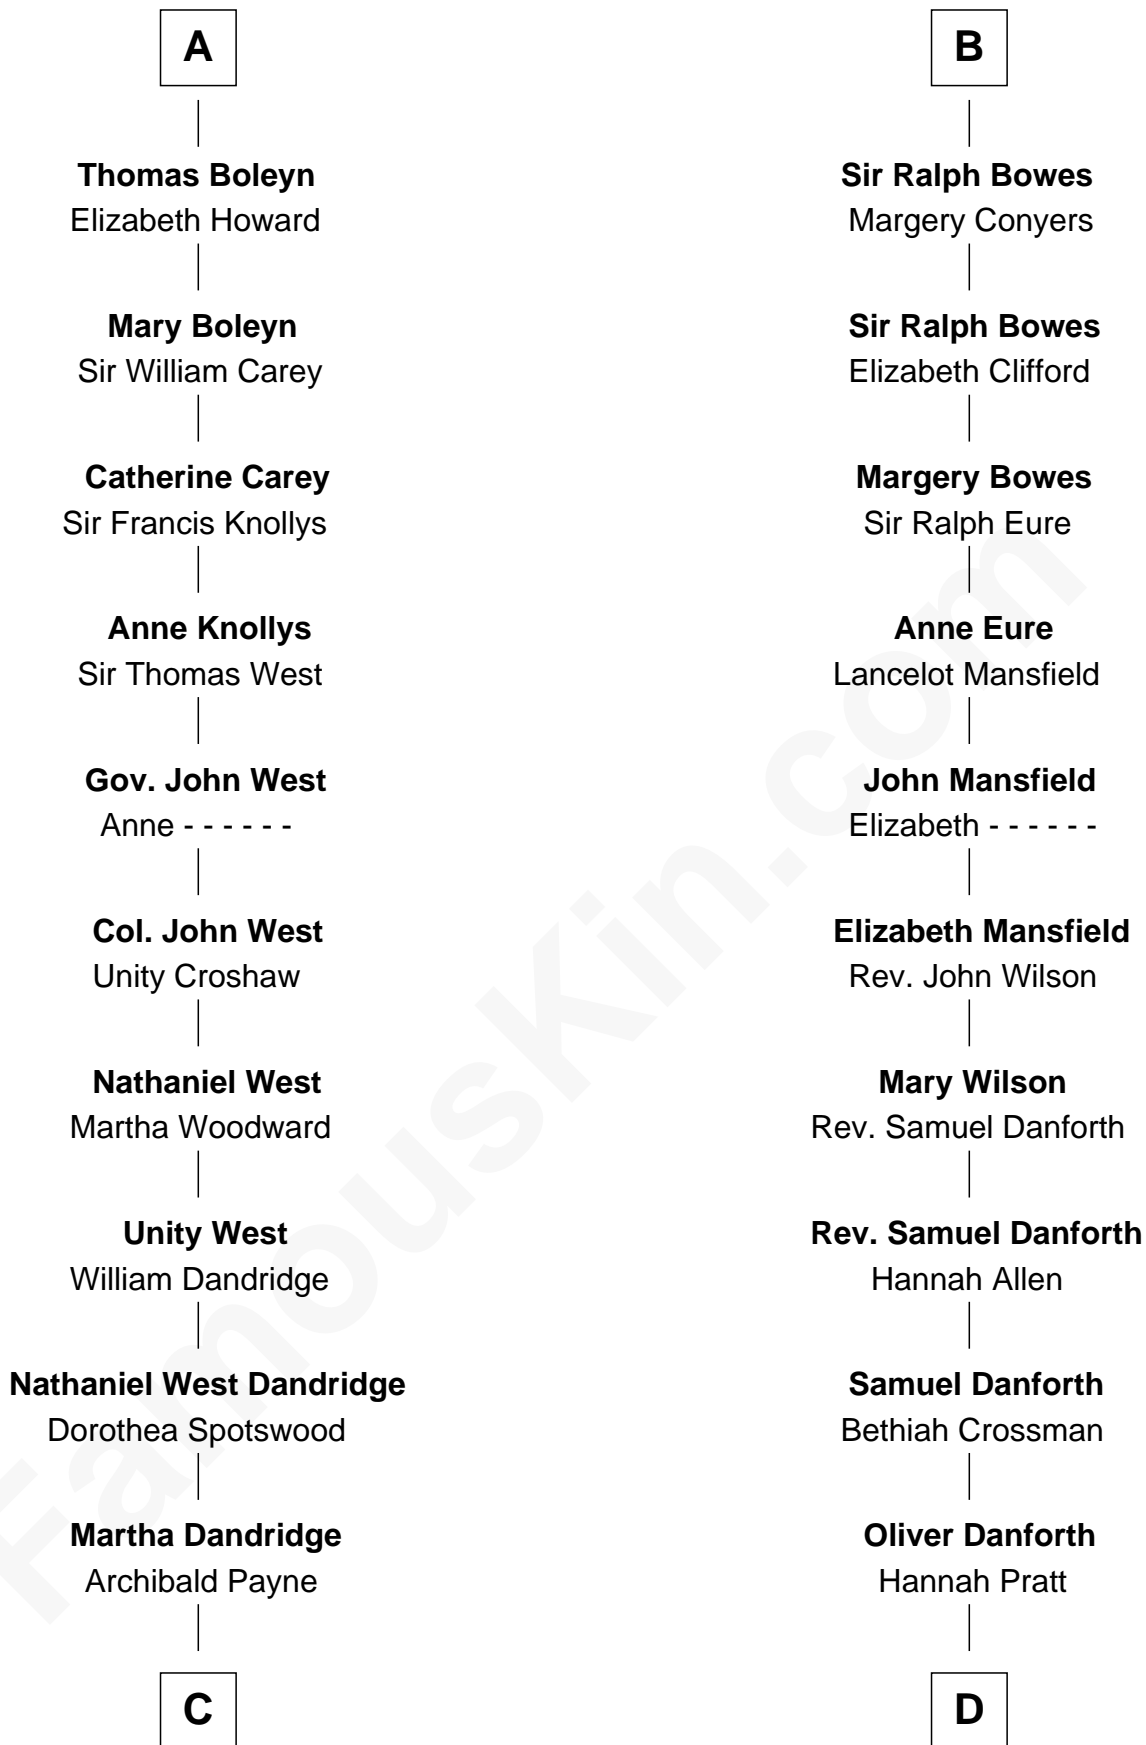 A
Thomas Boleyn
Elizabeth Howard
Mary Boleyn
Sir William Carey
Catherine Carey
Sir Francis Knollys
Anne Knollys
Sir Thomas West
Gov. John West
Anne - - - - - -
Col. John West
Unity Croshaw
Nathaniel West
Martha Woodward
Unity West
William Dandridge
Nathaniel West Dandridge
Dorothea Spotswood
Martha Dandridge
Archibald Payne
C
B
Sir Ralph Bowes
Margery Conyers
Sir Ralph Bowes
Elizabeth Clifford
Margery Bowes
Sir Ralph Eure
Anne Eure
Lancelot Mansfield
John Mansfield
Elizabeth - - - - - -
Elizabeth Mansfield
Rev. John Wilson
Mary Wilson
Rev. Samuel Danforth
Rev. Samuel Danforth
Hannah Allen
Samuel Danforth
Bethiah Crossman
Oliver Danforth
Hannah Pratt
D
FamousKin.com